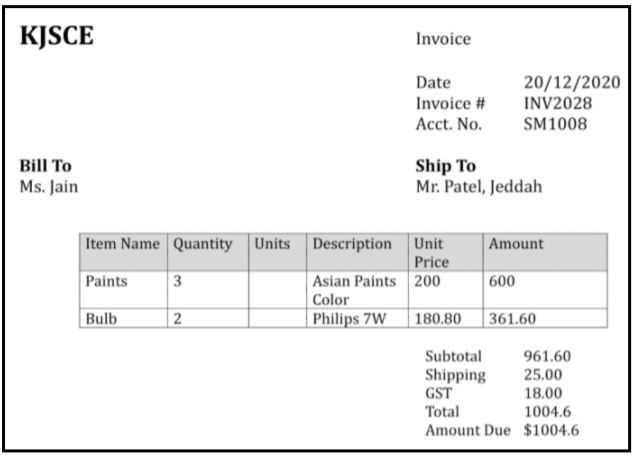 KJSCE
Invoice
Date 20/12/2020
Invoice # INV2028
Acct. No. SM1008
Bill To
Ms. Jain
Ship To
Mr. Patel, Jeddah
Item Name Quantity Units Description Unit Price Amount
Paints 3 Asian Paints Color 200 600
Bulb 2 Philips 7W 180.80 361.60
Subtotal 961.60
Shipping 25.00
GST 18.00
Total 1004.6
Amount Due $1004.6